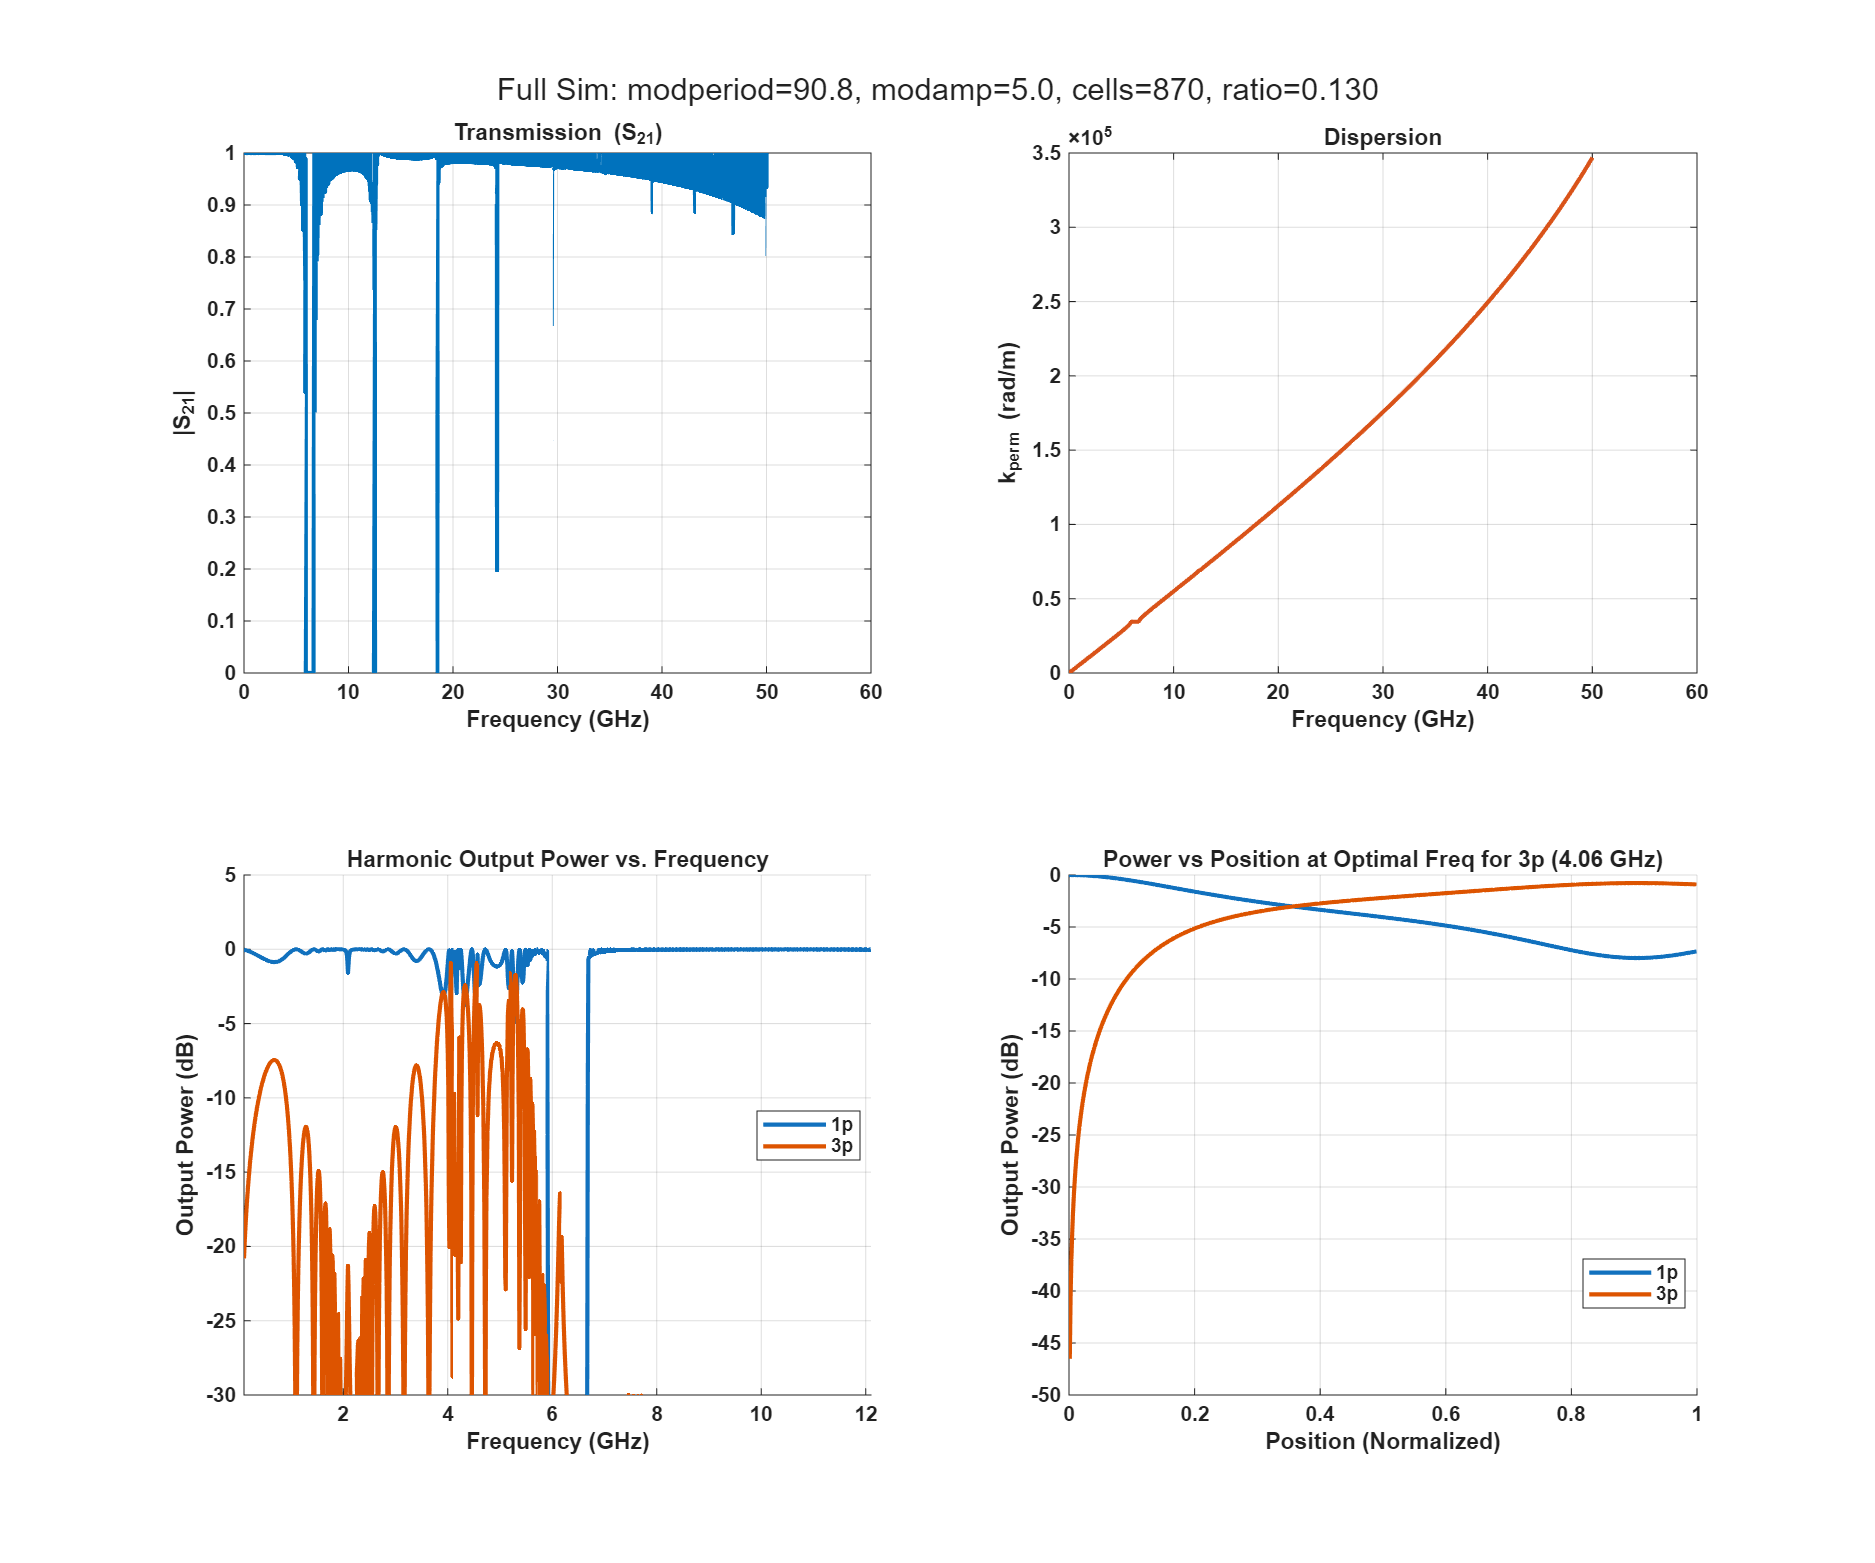 Full Sim: modperiod=90.8, modamp=5.0, cells=870, ratio=0.130
Transmission (S21)
1
0.9
0.8
0.7
0.6
0.5
0.4
0.3
0.2
0.1
0
|S21|
0 10 20 30 40 50 60
Frequency (GHz)
×10^5
Dispersion
3.5
3
2.5
2
1.5
1
0.5
0
kperm (rad/m)
0 10 20 30 40 50 60
Frequency (GHz)
Harmonic Output Power vs. Frequency
5
0
-5
-10
-15
-20
-25
-30
Output Power (dB)
1p
3p
2 4 6 8 10 12
Frequency (GHz)
Power vs Position at Optimal Freq for 3p (4.06 GHz)
0
-5
-10
-15
-20
-25
-30
-35
-40
-45
-50
Output Power (dB)
1p
3p
0 0.2 0.4 0.6 0.8 1
Position (Normalized)